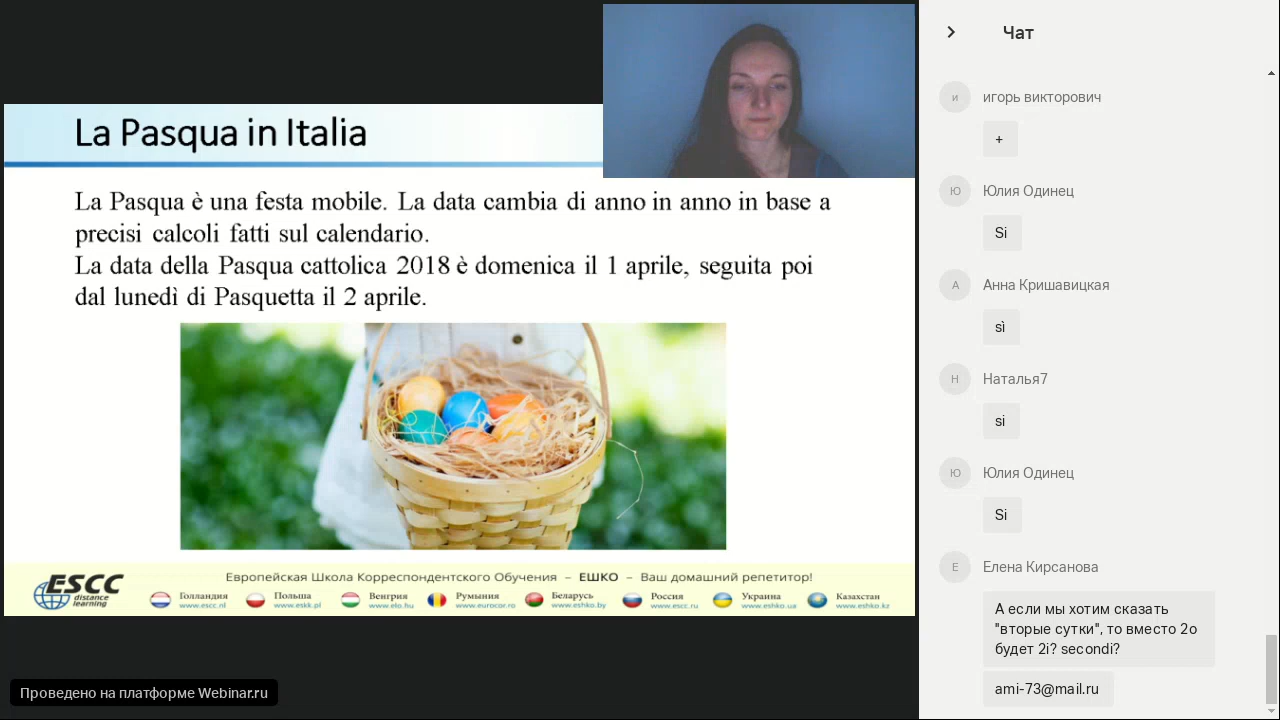 La Pasqua in Italia
La Pasqua è una festa mobile. La data cambia di anno in anno in base a
precisi calcoli fatti sul calendario.
La data della Pasqua cattolica 2018 è domenica il 1 aprile, seguita poi
dal lunedì di Pasquetta il 2 aprile.
ESCC
distance
learning
Европейская Школа Корреспондентского Обучения – ЕШКО – Ваш домашний репетитор!
Голландия
www.escc.nl
Польша
www.eskk.pl
Венгрия
www.elo.hu
Румыния
www.eurocor.ro
Беларусь
www.eshko.by
Россия
www.escc.ru
Украина
www.eshko.ua
Казахстан
www.eshko.kz
Проведено на платформе Webinar.ru
Чат
и
игорь викторович
+
Ю
Юлия Одинец
Si
А
Анна Кришавицкая
sì
Н
Наталья7
si
Ю
Юлия Одинец
Si
Е
Елена Кирсанова
А если мы хотим сказать
"вторые сутки", то вместо 2о
будет 2i? secondi?
ami-73@mail.ru